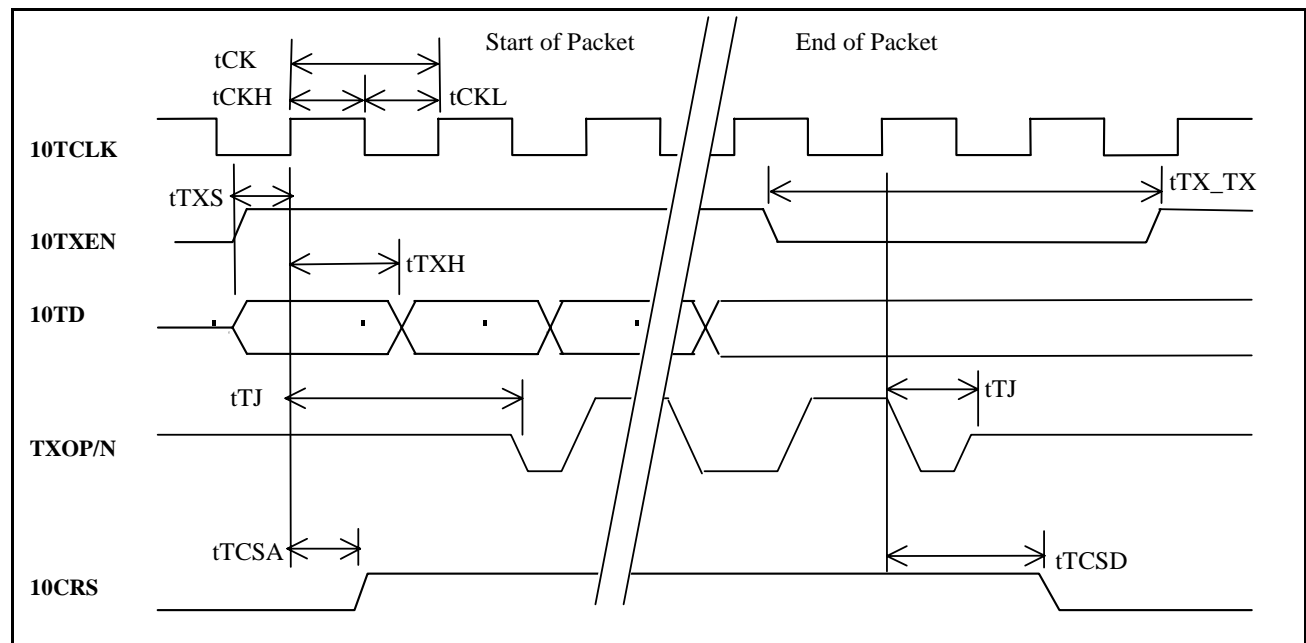 Start of Packet
End of Packet
tCK
tCKH
tCKL
10TCLK
tTXS
tTX_TX
10TXEN
tTXH
10TD
tTJ
tTJ
TXOP/N
tTCSA
tTCSD
10CRS